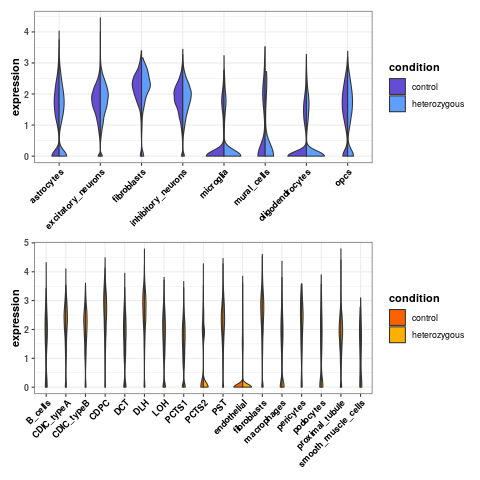 expression
4
3
2
1
0
astrocytes
excitatory_neurons
fibroblasts
inhibitory_neurons
microglia
mural_cells
oligodendrocytes
opcs
condition
control
heterozygous
expression
5
4
3
2
1
0
B_cells
CDIC_typeA
CDIC_typeB
CDPC
DCT
DLH
LOH
PCTS1
PCTS2
PST
endothelial
fibroblasts
macrophages
pericytes
podocytes
proximal_tubule
smooth_muscle_cells
condition
control
heterozygous